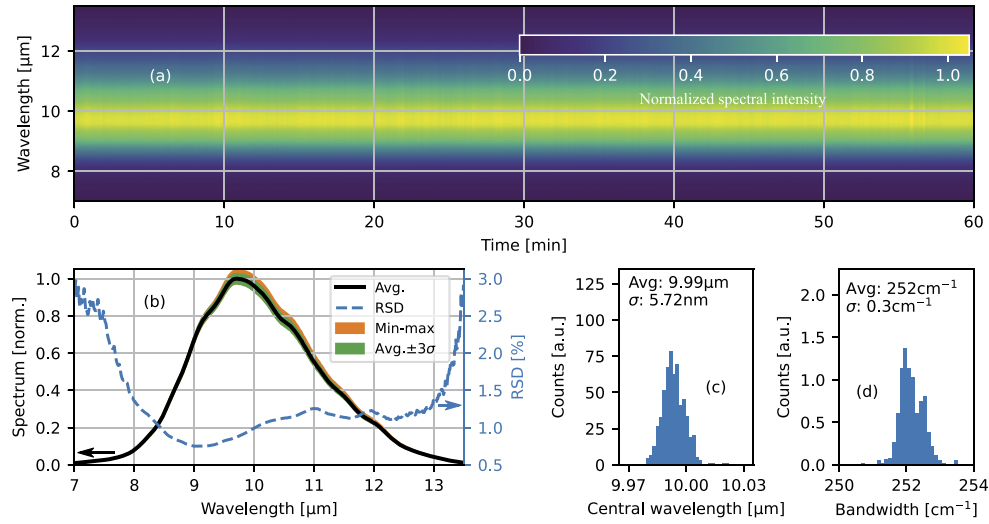 Wavelength [μm]
12
10
8
(a)
0.0 0.2 0.4 0.6 0.8 1.0
Normalized spectral intensity
0 10 20 30 40 50 60
Time [min]
Spectrum [norm.]
1.0
0.8
0.6
0.4
0.2
0.0
(b)
Avg.
RSD
Min-max
Avg.±3σ
3.0
2.5
2.0
1.5
1.0
0.5
RSD [%]
7 8 9 10 11 12 13
Wavelength [μm]
Counts [a.u.]
125
100
75
50
25
0
Avg: 9.99μm
σ: 5.72nm
(c)
9.97 10.00 10.03
Central wavelength [μm]
Counts [a.u.]
2.0
1.5
1.0
0.5
0.0
Avg: 252cm⁻¹
σ: 0.3cm⁻¹
(d)
250 252 254
Bandwidth [cm⁻¹]